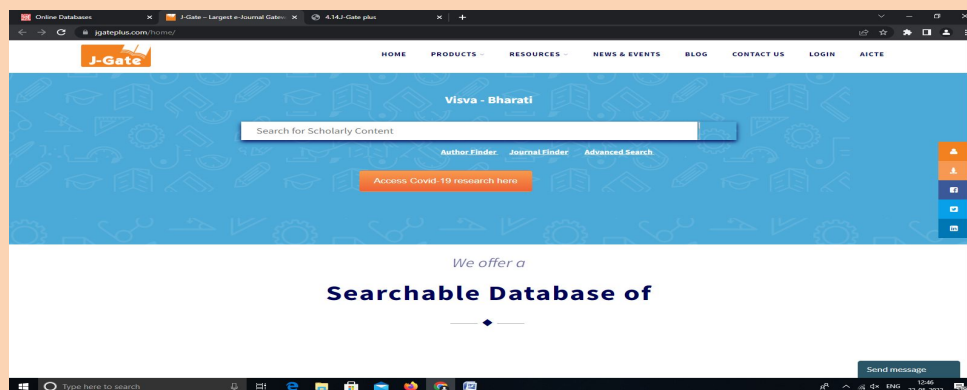 Online Databases
J-Gate – Largest e-Journal Gatew
4.14.J-Gate plus
jgateplus.com/home/
J-Gate
HOME PRODUCTS RESOURCES NEWS & EVENTS BLOG CONTACT US LOGIN AICTE
Visva - Bharati
Search for Scholarly Content
Author Finder Journal Finder Advanced Search
Access Covid-19 research here
We offer a
Searchable Database of
Send message
Type here to search
ENG
12:46